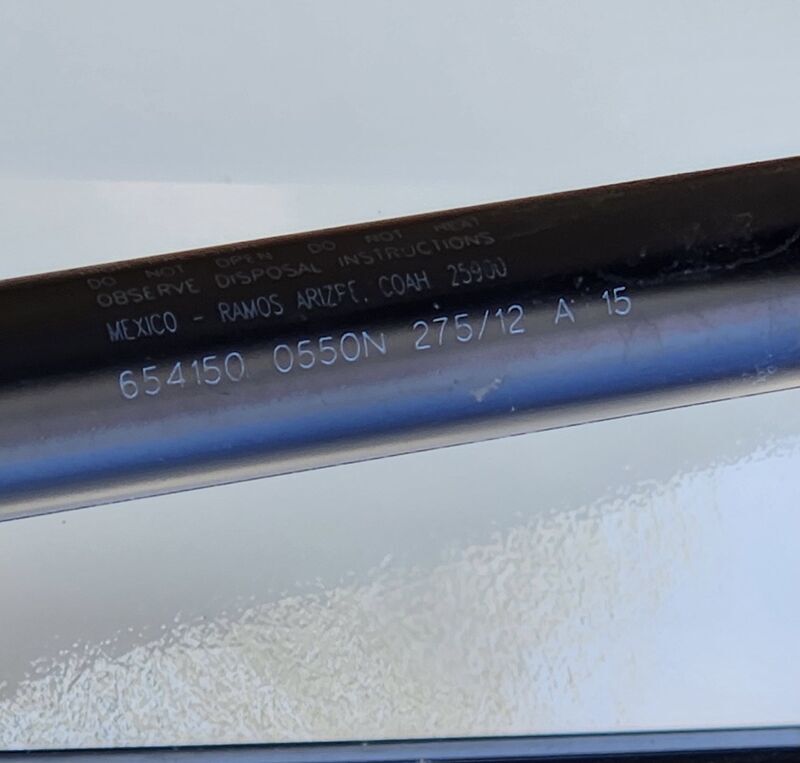 DO NOT OPEN DO NOT HEAT
OBSERVE DISPOSAL INSTRUCTIONS
MEXICO - RAMOS ARIZPE, COAH 25900
654150 0550N 275/12 A 15